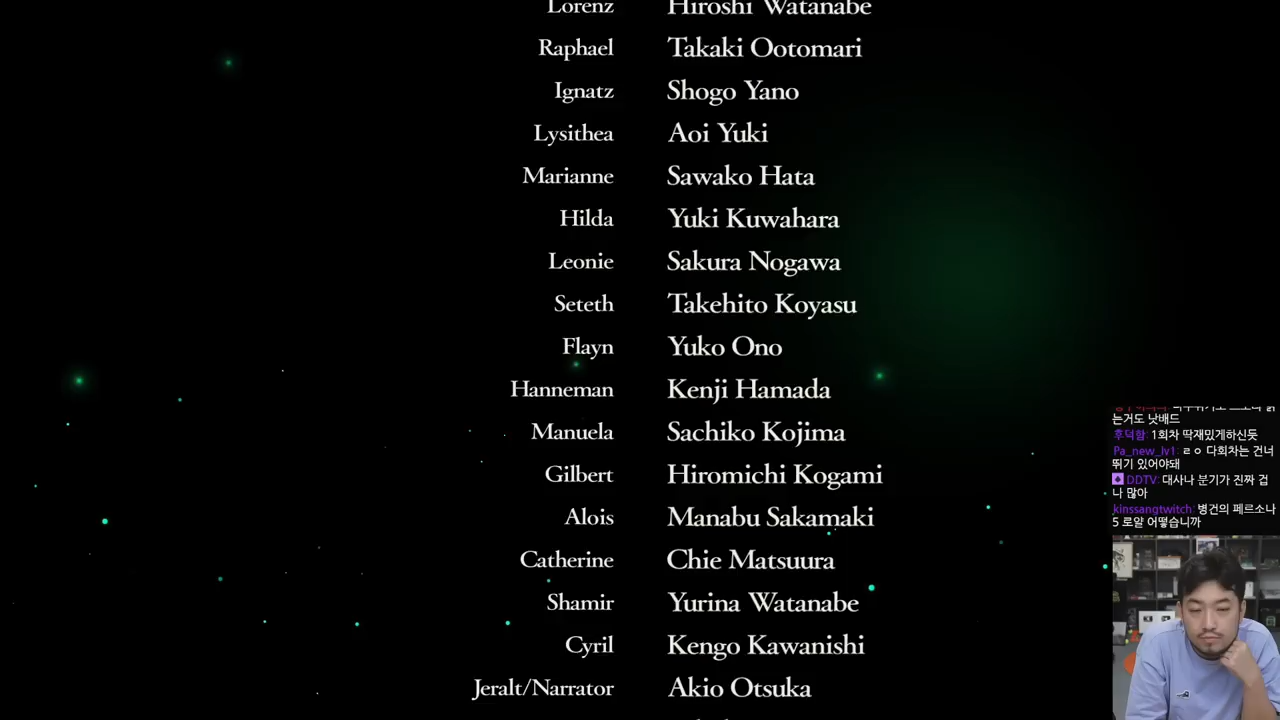 Lorenz Hiroshi Watanabe
Raphael Takaki Ootomari
Ignatz Shogo Yano
Lysithea Aoi Yuki
Marianne Sawako Hata
Hilda Yuki Kuwahara
Leonie Sakura Nogawa
Seteth Takehito Koyasu
Flayn Yuko Ono
Hanneman Kenji Hamada
Manuela Sachiko Kojima
Gilbert Hiromichi Kogami
Alois Manabu Sakamaki
Catherine Chie Matsuura
Shamir Yurina Watanabe
Cyril Kengo Kawanishi
Jeralt/Narrator Akio Otsuka
는거도 낫배드
후덕함: 1회차 딱재밌게하신듯
Pa_new_lv1: ㄹㅇ 다회차는 건너
뛰기 있어야돼
DDTV: 대사나 분기가 진짜 겁
나 많아
kinssangtwitch: 병건의 페르소나
5 로얄 어떻습니까